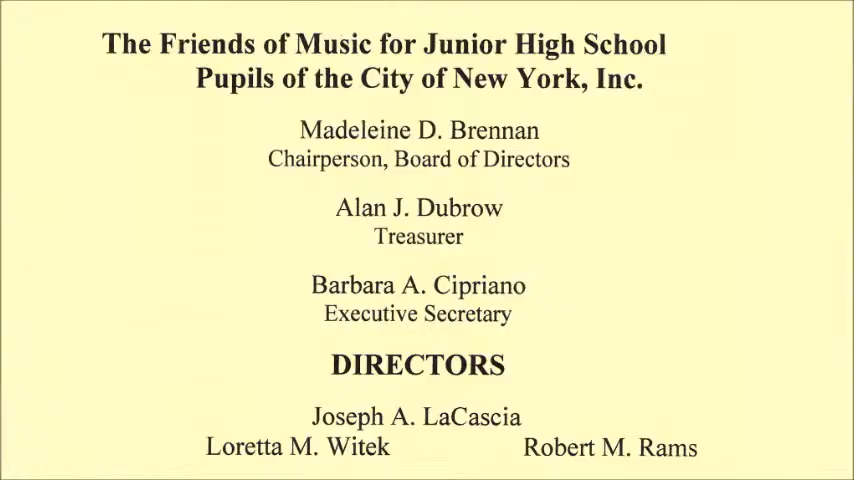 The Friends of Music for Junior High School
Pupils of the City of New York, Inc.
Madeleine D. Brennan
Chairperson, Board of Directors
Alan J. Dubrow
Treasurer
Barbara A. Cipriano
Executive Secretary
DIRECTORS
Joseph A. LaCascia
Loretta M. Witek Robert M. Rams